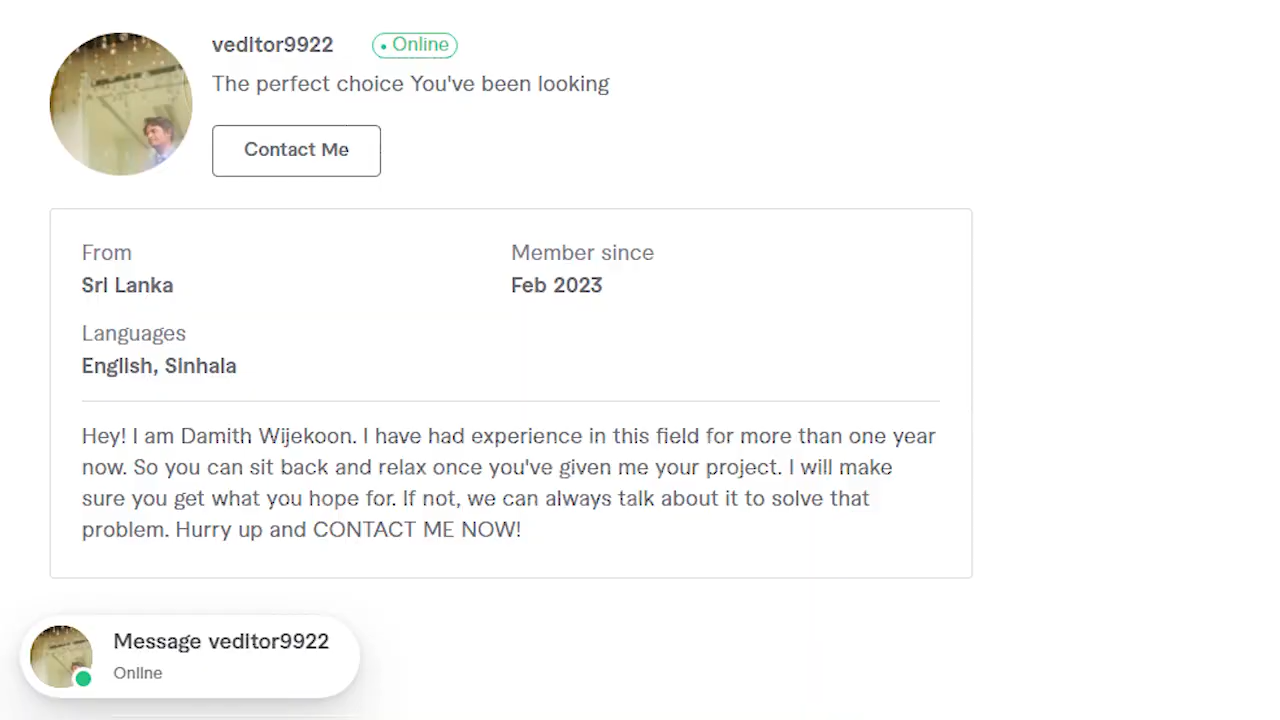 veditor9922
• Online
The perfect choice You've been looking
Contact Me
From
Member since
Sri Lanka
Feb 2023
Languages
English, Sinhala
Hey! I am Damith Wijekoon. I have had experience in this field for more than one year
now. So you can sit back and relax once you've given me your project. I will make
sure you get what you hope for. If not, we can always talk about it to solve that
problem. Hurry up and CONTACT ME NOW!
Message veditor9922
Online